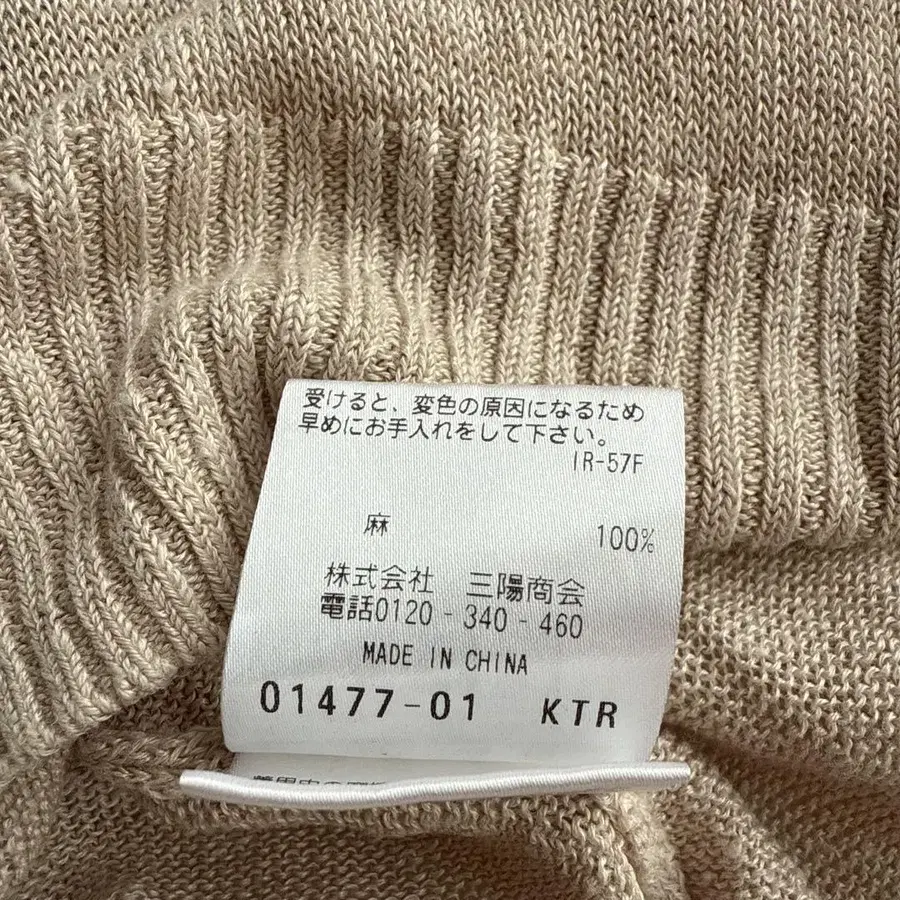 受けると、変色の原因になるため
早めにお手入れをして下さい。
IR-57F
麻 100%
株式会社 三陽商会
電話0120-340-460
MADE IN CHINA
01477-01 KTR